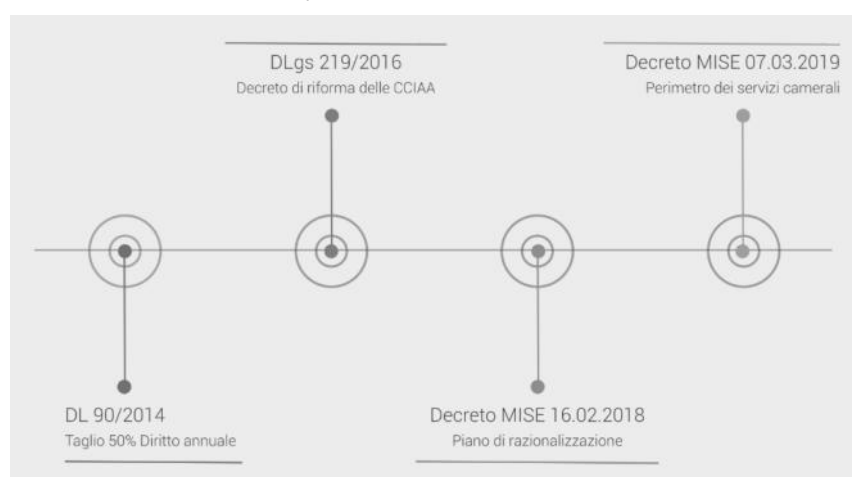 DLgs 219/2016
Decreto di riforma delle CCIAA
Decreto MISE 07.03.2019
Perimetro dei servizi camerali
DL 90/2014
Taglio 50% Diritto annuale
Decreto MISE 16.02.2018
Piano di razionalizzazione